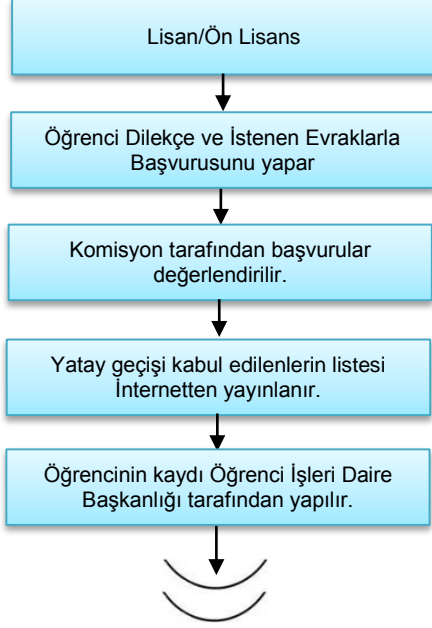 Lisan/Ön Lisans
Öğrenci Dilekçe ve İstenen Evraklarla
Başvurusunu yapar
Komisyon tarafından başvurular
değerlendirilir.
Yatay geçişi kabul edilenlerin listesi
İnternetten yayınlanır.
Öğrencinin kaydı Öğrenci İşleri Daire
Başkanlığı tarafından yapılır.